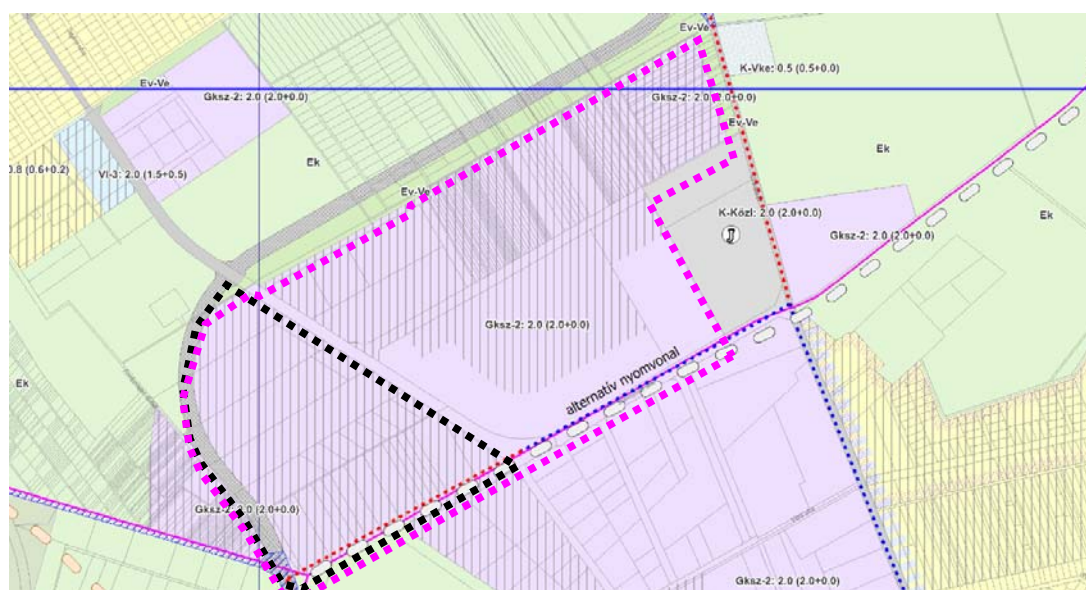 Ev-Ve
K-Vke: 0.5 (0.5+0.0)
Ev-Ve
Gksz-2: 2.0 (2.0+0.0)
Gksz-2: 2.0 (2.0+0.0)
Ev-Ve
Ek
Ek
0.8 (0.6+0.2)
Vi-3: 2.0 (1.5+0.5)
Ev-Ve
K-Közl: 2.0 (2.0+0.0)
Ek
Gksz-2: 2.0 (2.0+0.0)
Gksz-2: 2.0 (2.0+0.0)
alternatív nyomvonal
Ek
Gksz-2: 2.0 (2.0+0.0)
Gksz-2: 2.0 (2.0+0.0)